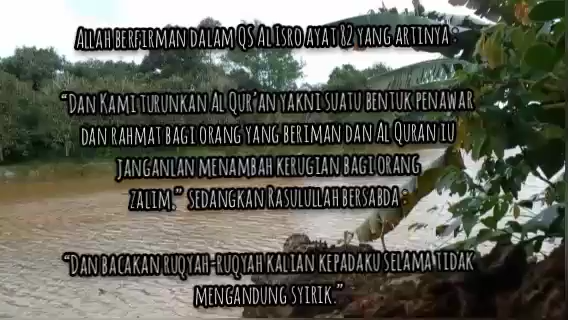 Allah berfirman dalam QS Al Isro ayat 82 yang artinya :
“Dan Kami turunkan Al Qur’an yakni suatu bentuk penawar
dan rahmat bagi orang yang beriman dan Al Quran iu
janganlan menambah kerugian bagi orang
zalim.” sedangkan Rasulullah bersabda :
“Dan bacakan ruqyah-ruqyah kalian kepadaku selama tidak
mengandung syirik.”